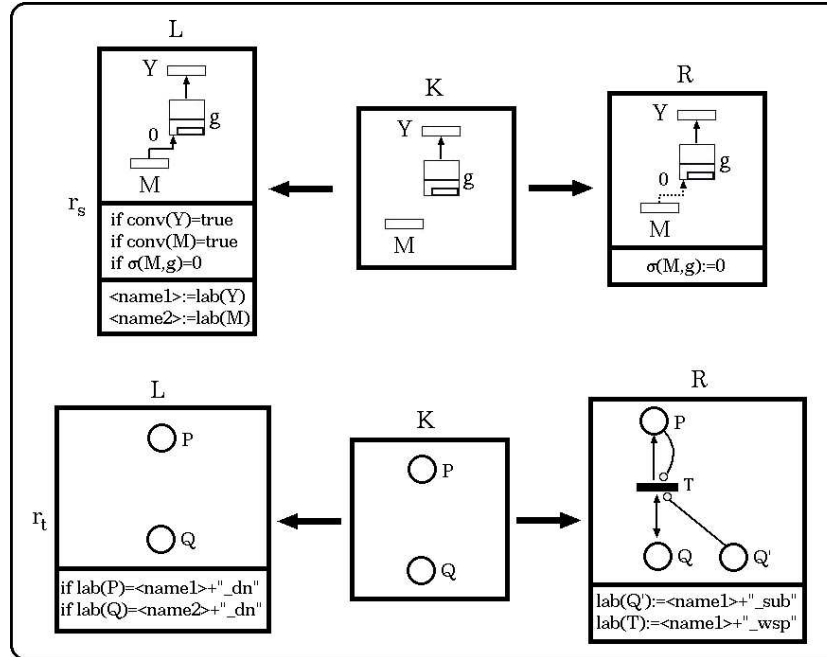 L
K
R
Y
g
0
M
Y
g
M
Y
g
0
M
r_s
if conv(Y)=true
if conv(M)=true
if σ(M,g)=0
<name1>:=lab(Y)
<name2>:=lab(M)
σ(M,g):=0
L
K
R
P
Q
P
Q
P
T
Q
Q'
r_t
if lab(P)=<name1>+"_dn"
if lab(Q)=<name2>+"_dn"
lab(Q'):=<name1>+"_sub"
lab(T):=<name1>+"_wsp"